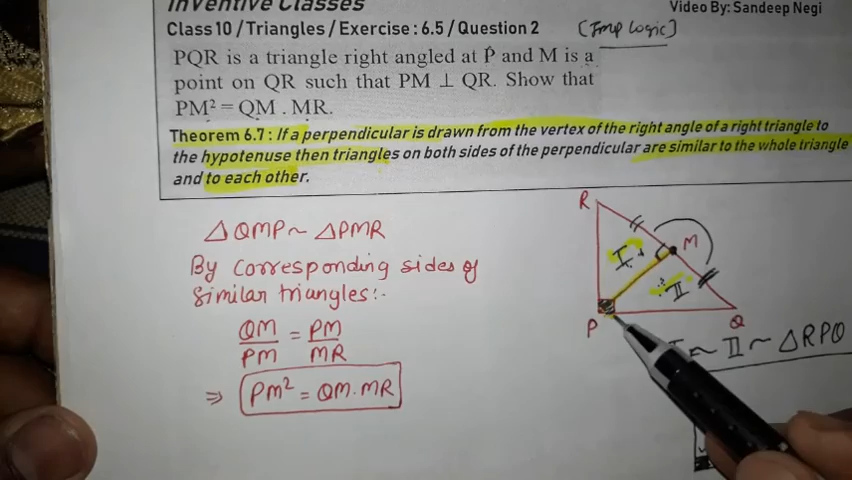 Inventive Classes
Video By: Sandeep Negi
Class 10 / Triangles / Exercise : 6.5 / Question 2
[Imp Logic]
PQR is a triangle right angled at P and M is a
point on QR such that PM ⊥ QR. Show that
PM² = QM . MR.
Theorem 6.7 : If a perpendicular is drawn from the vertex of the right angle of a right triangle to
the hypotenuse then triangles on both sides of the perpendicular are similar to the whole triangle
and to each other.
△QMP ~ △PMR
By corresponding sides of
similar triangles:-
QM/PM = PM/MR
⇒ PM² = QM.MR
R
M
I
II
P
Q
I ~ II ~ △RPQ